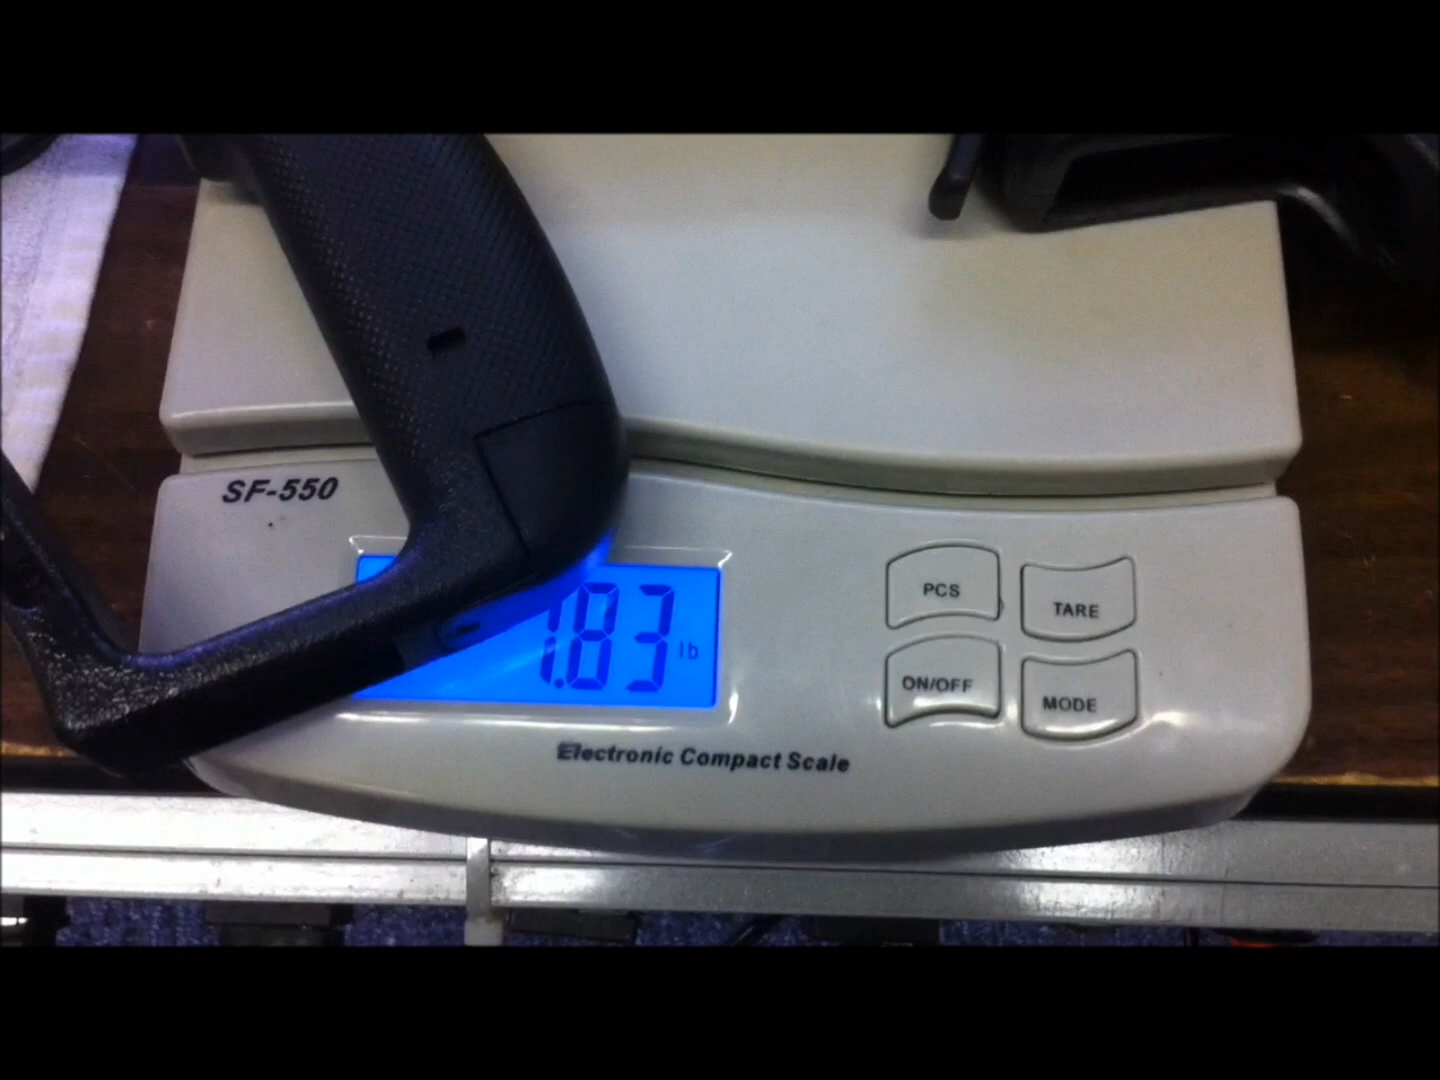 SF-550
1.83 lb
PCS
TARE
ON/OFF
MODE
Electronic Compact Scale